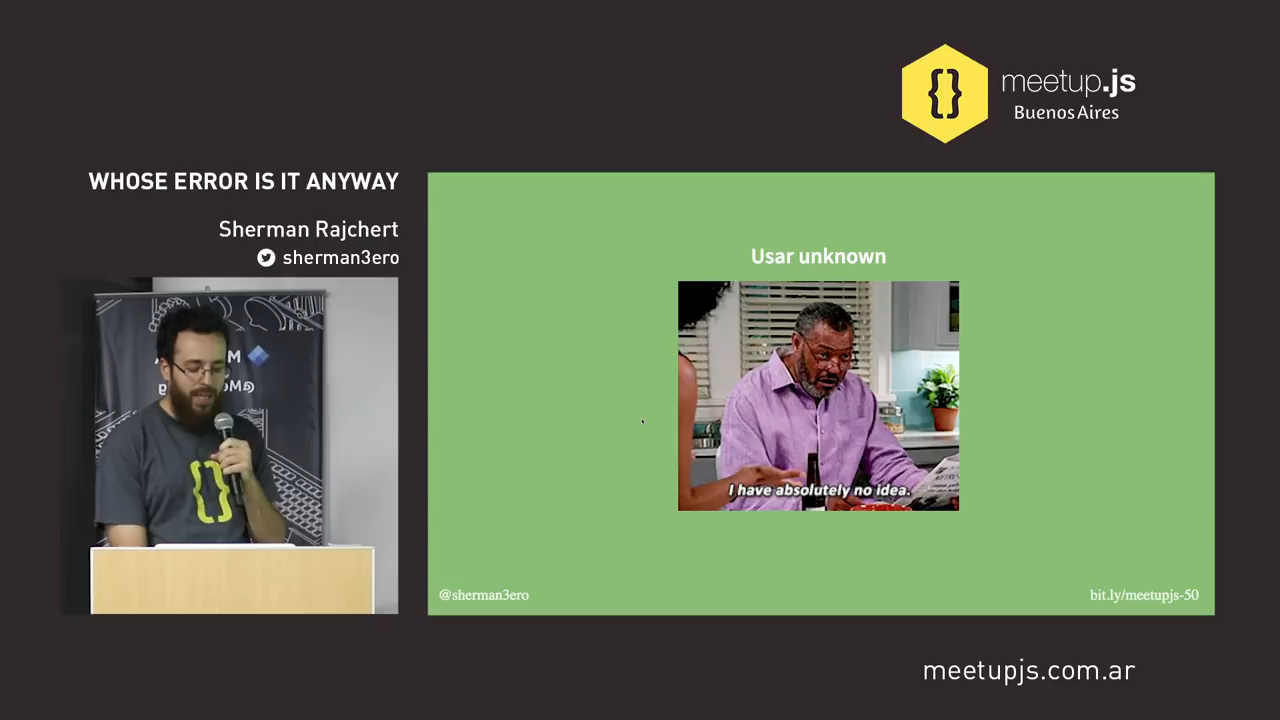 {} meetup.js
Buenos Aires
WHOSE ERROR IS IT ANYWAY
Sherman Rajchert
sherman3ero
{}
Usar unknown
I have absolutely no idea.
@sherman3ero
bit.ly/meetupjs-50
meetupjs.com.ar